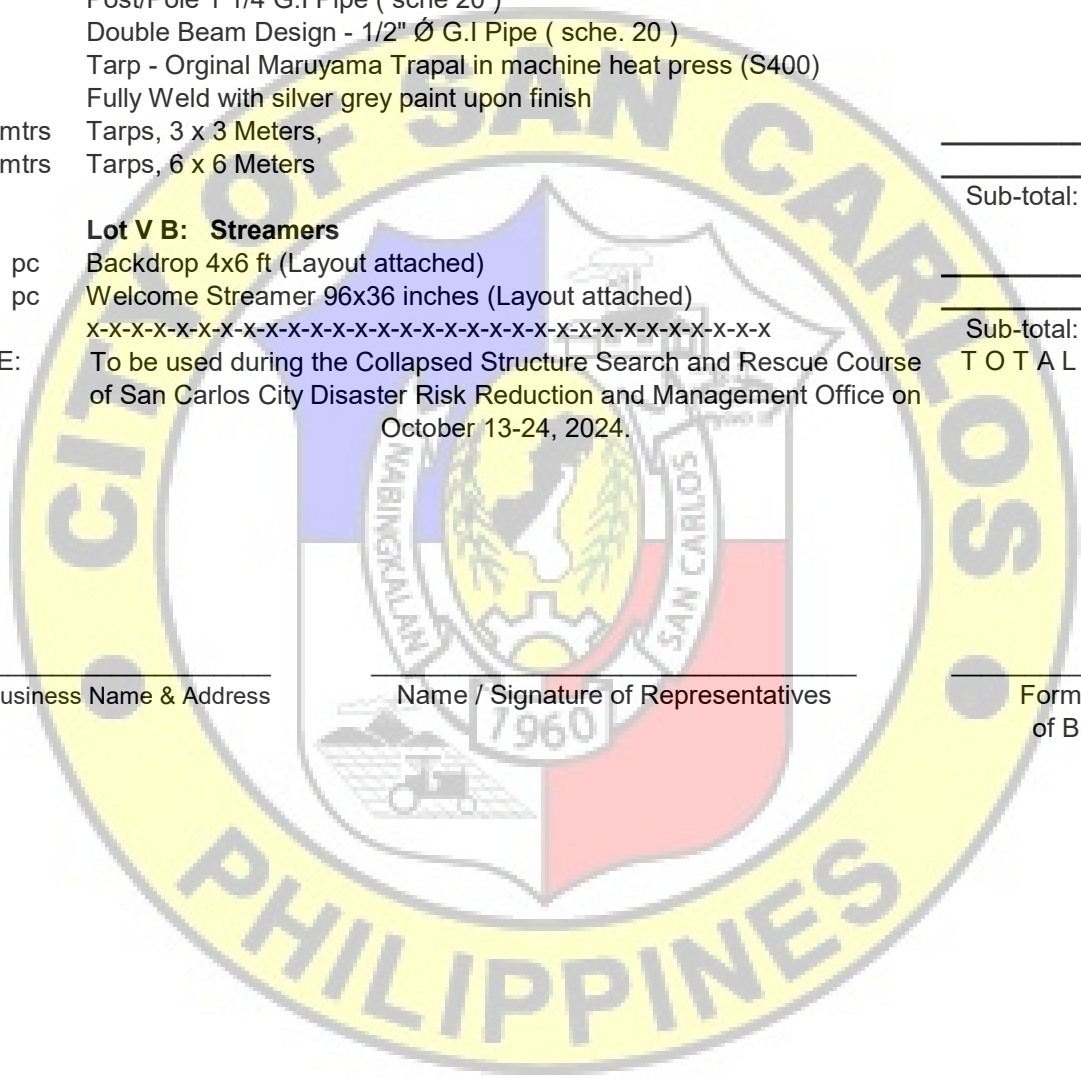 Post/Pole 1 1/4 G.I Pipe ( sche 20 )
Double Beam Design - 1/2" Ǿ G.I Pipe ( sche. 20 )
Tarp - Orginal Maruyama Trapal in machine heat press (S400)
Fully Weld with silver grey paint upon finish
mtrs Tarps, 3 x 3 Meters,
mtrs Tarps, 6 x 6 Meters
Sub-total:
Lot V B: Streamers
pc Backdrop 4x6 ft (Layout attached)
pc Welcome Streamer 96x36 inches (Layout attached)
x-x-x-x-x-x-x-x-x-x-x-x-x-x-x-x-x-x-x-x-x-x-x-x-x-x-x-x-x-x-x-x
Sub-total:
E: To be used during the Collapsed Structure Search and Rescue Course T O T A L
of San Carlos City Disaster Risk Reduction and Management Office on
October 13-24, 2024.
usiness Name & Address Name / Signature of Representatives Form
of B
CITY OF SAN CARLOS
NABINGKALAN SAN CARLOS
1960
PHILIPPINES